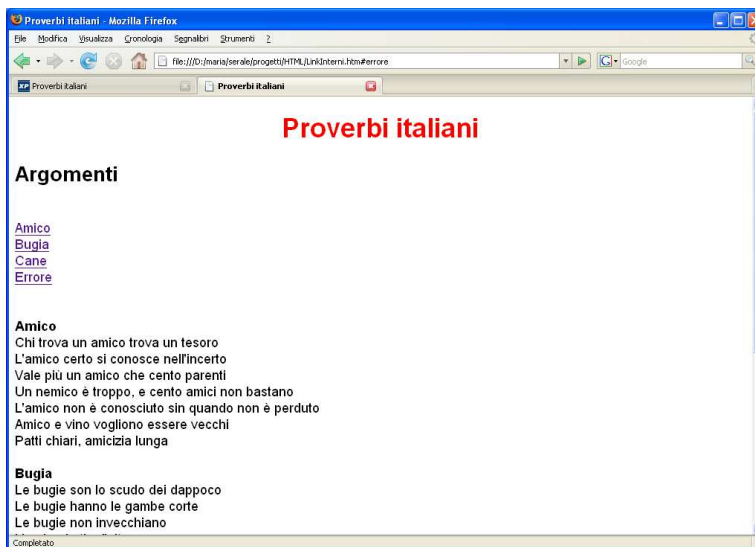 Proverbi italiani - Mozilla Firefox
File Modifica Visualizza Cronologia Segnalibri Strumenti ?
file:///D:/maria/serale/progetti/HTML/LinkInterni.htm#errore
G Google
XP Proverbi italiani
Proverbi italiani
Proverbi italiani
Argomenti
Amico
Bugia
Cane
Errore
Amico
Chi trova un amico trova un tesoro
L'amico certo si conosce nell'incerto
Vale più un amico che cento parenti
Un nemico è troppo, e cento amici non bastano
L'amico non è conosciuto sin quando non è perduto
Amico e vino vogliono essere vecchi
Patti chiari, amicizia lunga
Bugia
Le bugie son lo scudo dei dappoco
Le bugie hanno le gambe corte
Le bugie non invecchiano
Completato